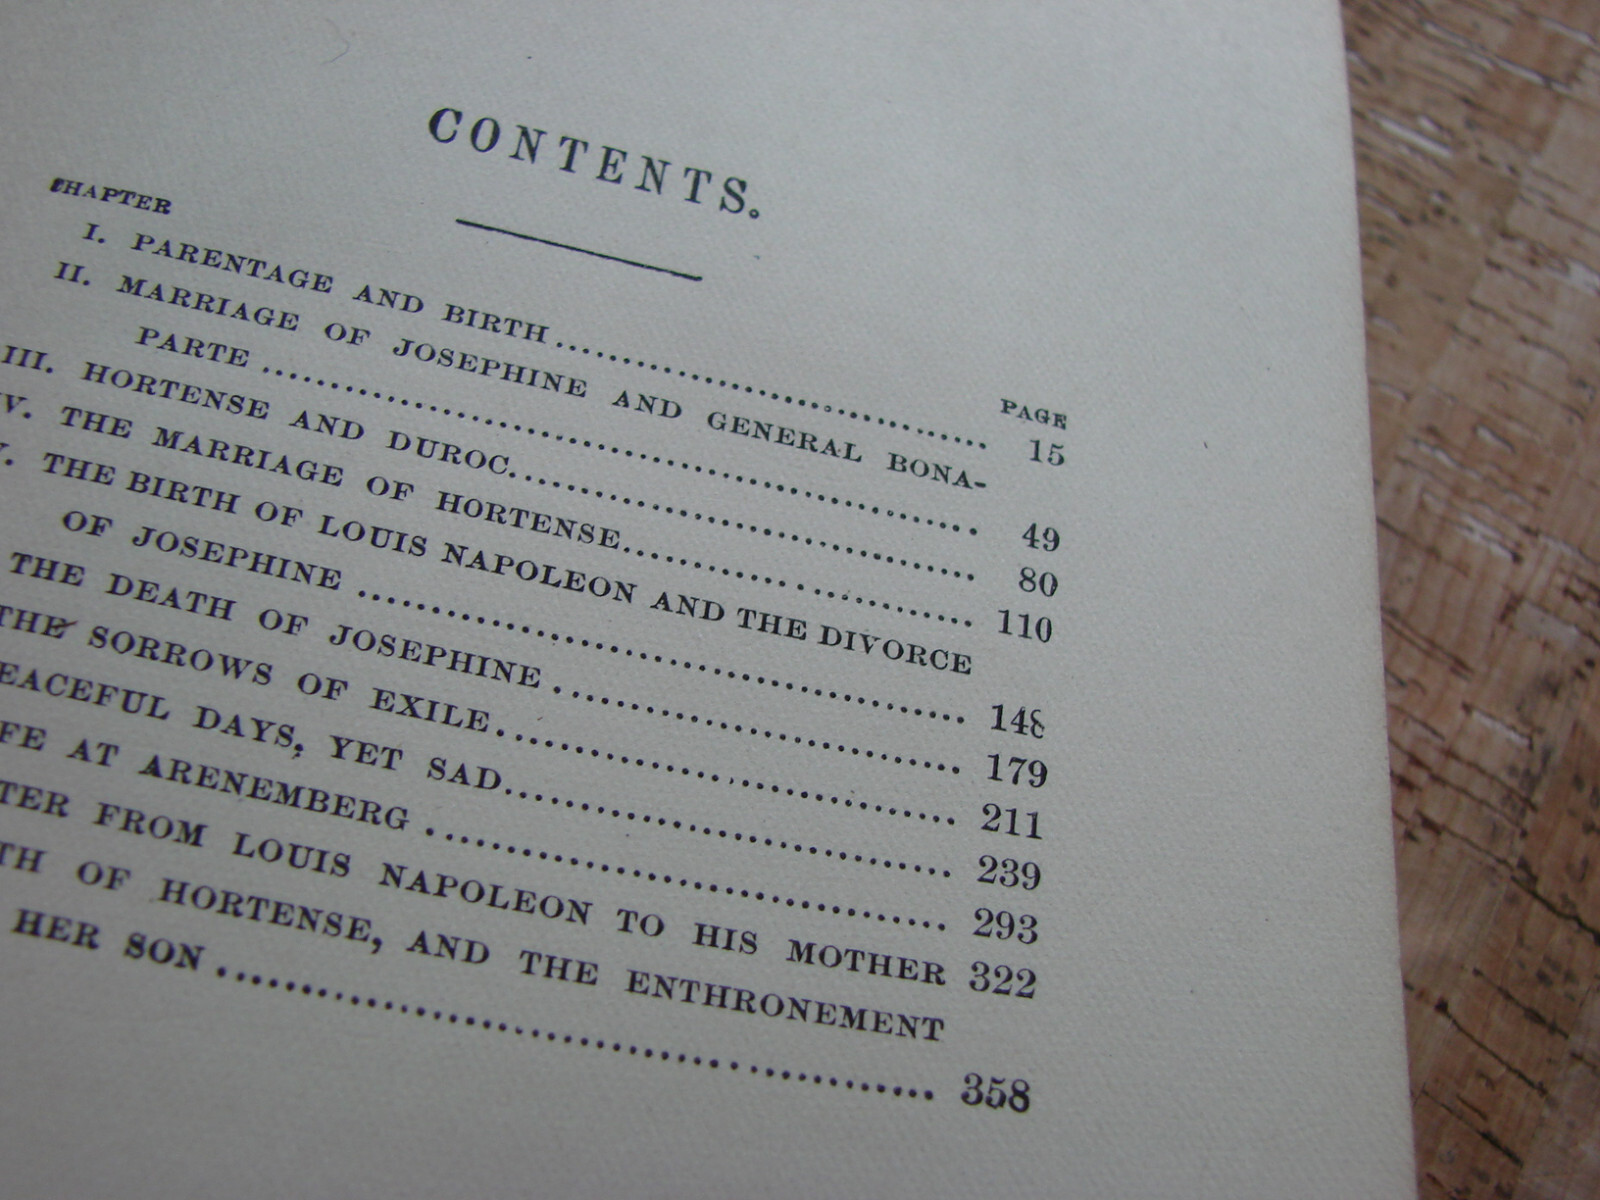 CONTENTS.
CHAPTER
PAGE
I. PARENTAGE AND BIRTH........................................ 15
II. MARRIAGE OF JOSEPHINE AND GENERAL BONA-
PARTE ........................................ 49
III. HORTENSE AND DUROC........................................ 80
IV. THE MARRIAGE OF HORTENSE........................................ 110
V. THE BIRTH OF LOUIS NAPOLEON AND THE DIVORCE
OF JOSEPHINE ........................................ 148
THE DEATH OF JOSEPHINE ........................................ 179
THE SORROWS OF EXILE........................................ 211
EACEFUL DAYS, YET SAD........................................ 239
FE AT ARENEMBERG ........................................ 293
TER FROM LOUIS NAPOLEON TO HIS MOTHER 322
TH OF HORTENSE, AND THE ENTHRONEMENT
HER SON ........................................ 358